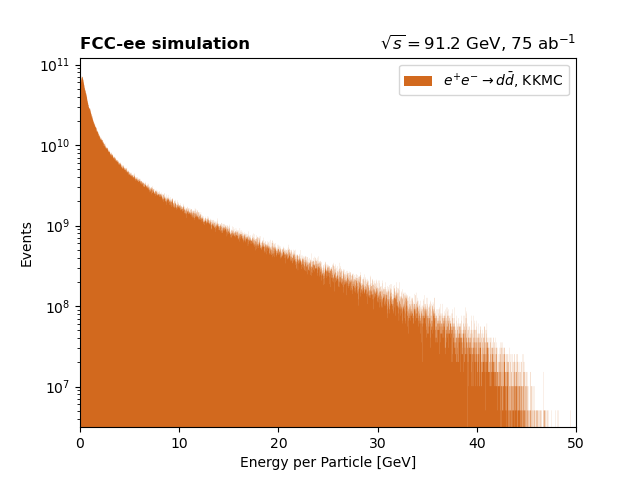 FCC-ee simulation
√s = 91.2 GeV, 75 ab⁻¹
e⁺e⁻ → dd̄, KKMC
10¹¹
10¹⁰
10⁹
10⁸
10⁷
Events
0 10 20 30 40 50
Energy per Particle [GeV]